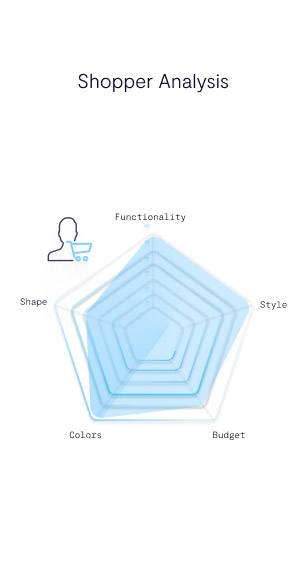 Shopper Analysis
Functionality
Shape
Style
Colors
Budget